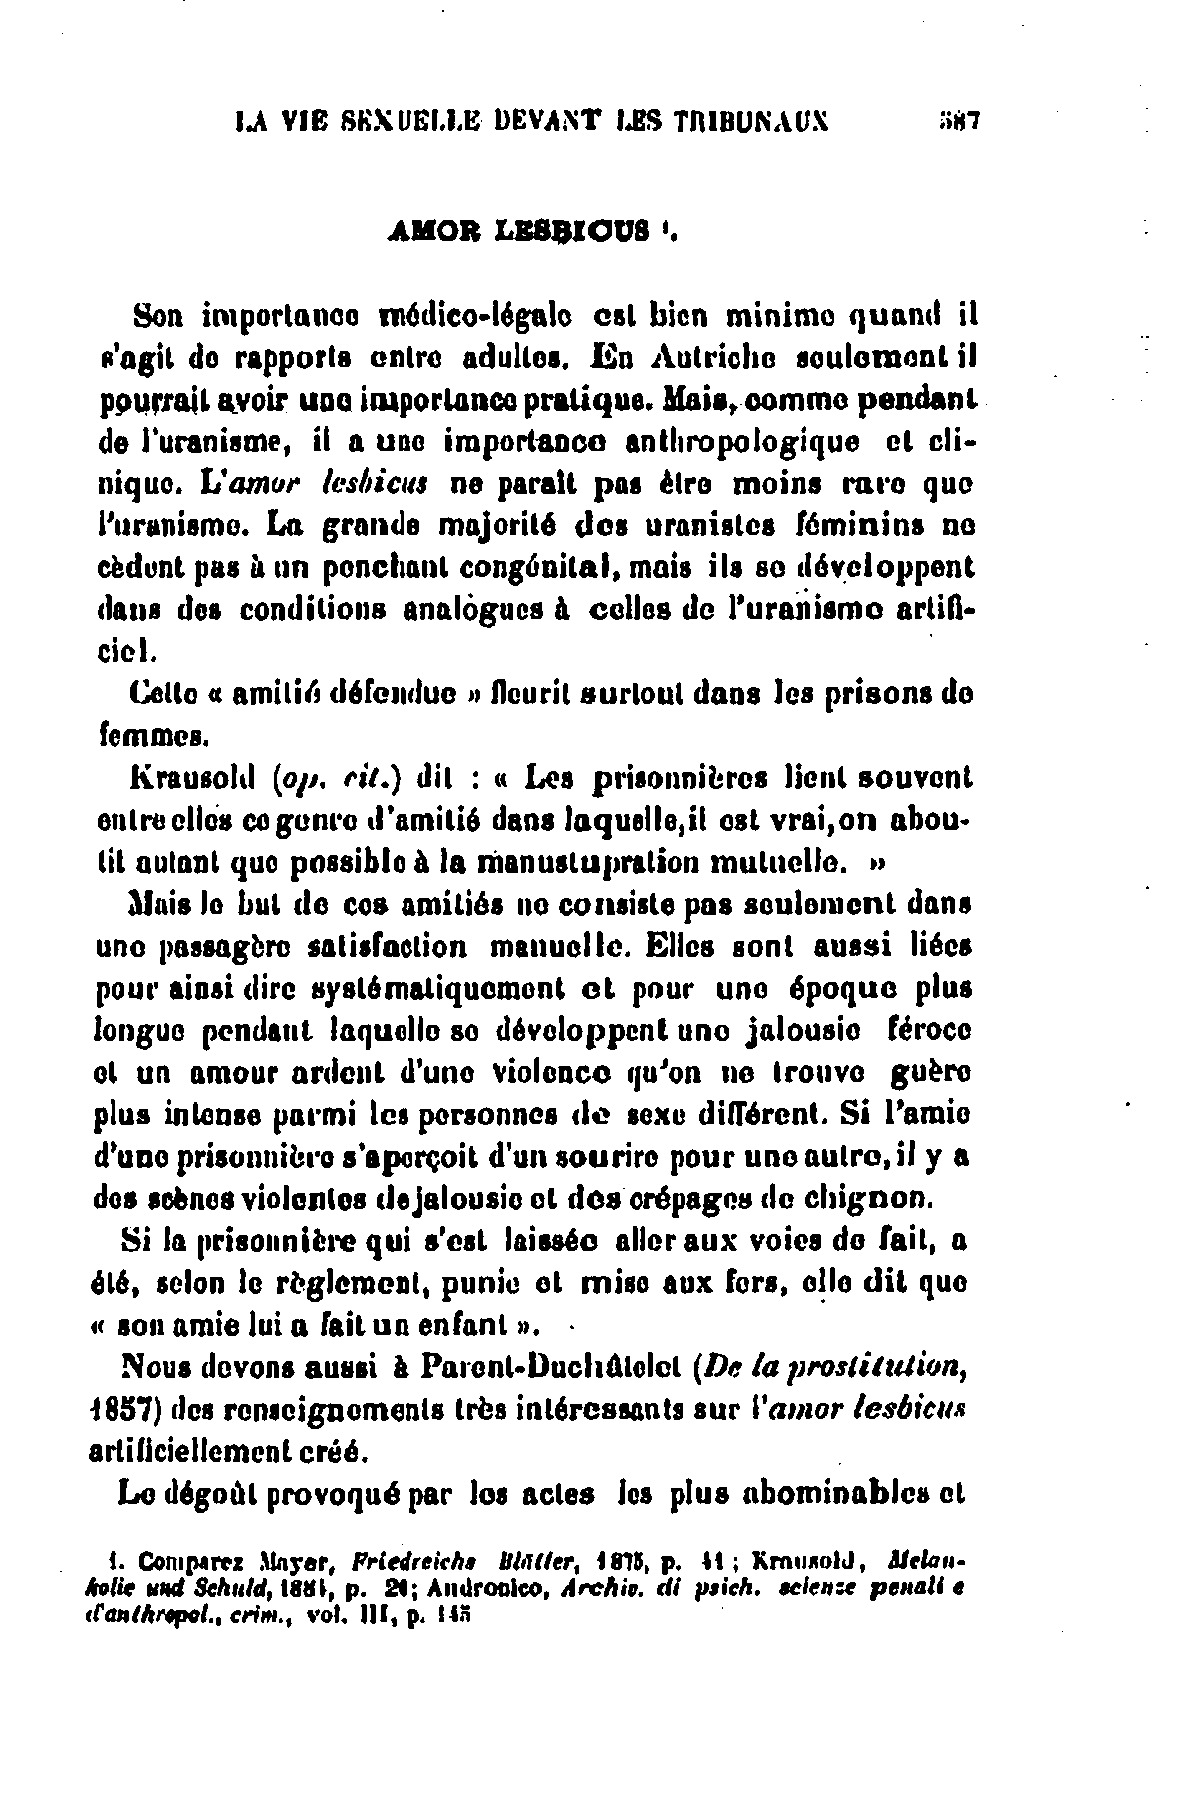 LA VIE SEXUELLE DEVANT LES TRIBUNAUX 587
AMOR LESBICUS 1.
Son importance médico-légale est bien minime quand il
s'agit de rapports entre adultes. En Autriche seulement il
pourrait avoir une importance pratique. Mais, comme pendant
de l'uranisme, il a une importance anthropologique et cli-
nique. L'amor lesbicus ne paraît pas être moins rare que
l'uranisme. La grande majorité des uranistes féminins ne
cèdent pas à un penchant congénital, mais ils se développent
dans des conditions analogues à celles de l'uranisme artifi-
ciel.
Cette « amitié défendue » fleurit surtout dans les prisons de
femmes.
Krausold (op. cit.) dit : « Les prisonnières lient souvent
entre elles ce genre d'amitié dans laquelle, il est vrai, on abou-
tit autant que possible à la manustupration mutuelle. »
Mais le but de ces amitiés ne consiste pas seulement dans
une passagère satisfaction manuelle. Elles sont aussi liées
pour ainsi dire systématiquement et pour une époque plus
longue pendant laquelle se développent une jalousie féroce
et un amour ardent d'une violence qu'on ne trouve guère
plus intense parmi les personnes de sexe différent. Si l'amie
d'une prisonnière s'aperçoit d'un sourire pour une autre, il y a
des scènes violentes de jalousie et des crépages de chignon.
Si la prisonnière qui s'est laissée aller aux voies de fait, a
été, selon le règlement, punie et mise aux fers, elle dit que
« son amie lui a fait un enfant ».
Nous devons aussi à Parent-Duchâtelet (De la prostitution,
1857) des renseignements très intéressants sur l'amor lesbicus
artificiellement créé.
Le dégoût provoqué par les actes les plus abominables et
1. Comparez Mayer, Friedreichs Blätter, 1875, p. 41 ; Krausold, Melan-
kolie und Schuld, 1884, p. 20; Andronico, Archiv. di psich. scienze penali e
d'anthropol., crim., vol. III, p. 145